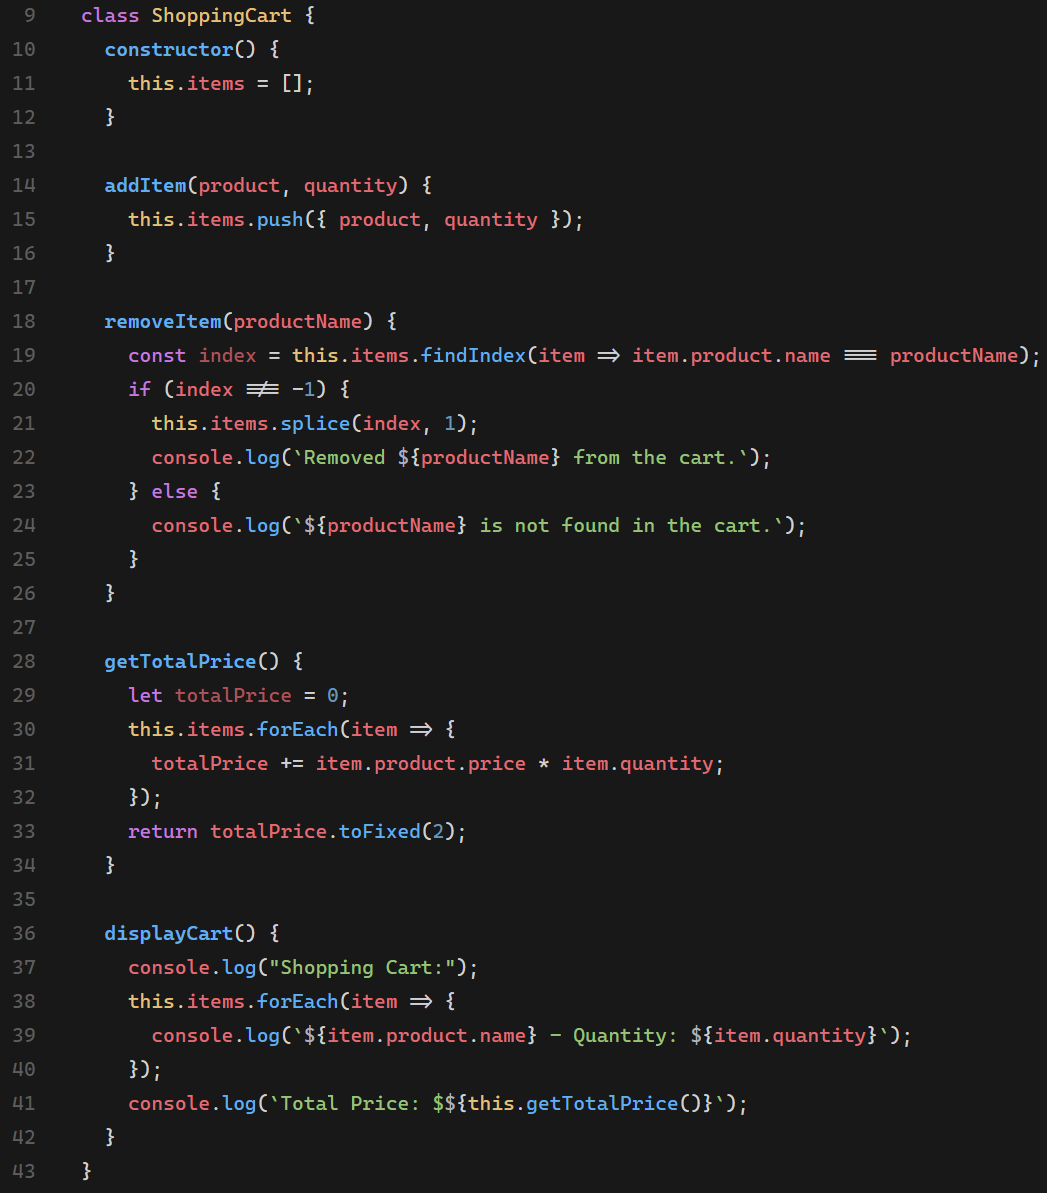 9 class ShoppingCart {
10   constructor() {
11     this.items = [];
12   }
13
14   addItem(product, quantity) {
15     this.items.push({ product, quantity });
16   }
17
18   removeItem(productName) {
19     const index = this.items.findIndex(item => item.product.name === productName);
20     if (index !== -1) {
21       this.items.splice(index, 1);
22       console.log(`Removed ${productName} from the cart.`);
23     } else {
24       console.log(`${productName} is not found in the cart.`);
25     }
26   }
27
28   getTotalPrice() {
29     let totalPrice = 0;
30     this.items.forEach(item => {
31       totalPrice += item.product.price * item.quantity;
32     });
33     return totalPrice.toFixed(2);
34   }
35
36   displayCart() {
37     console.log("Shopping Cart:");
38     this.items.forEach(item => {
39       console.log(`${item.product.name} - Quantity: ${item.quantity}`);
40     });
41     console.log(`Total Price: $${this.getTotalPrice()}`);
42   }
43 }